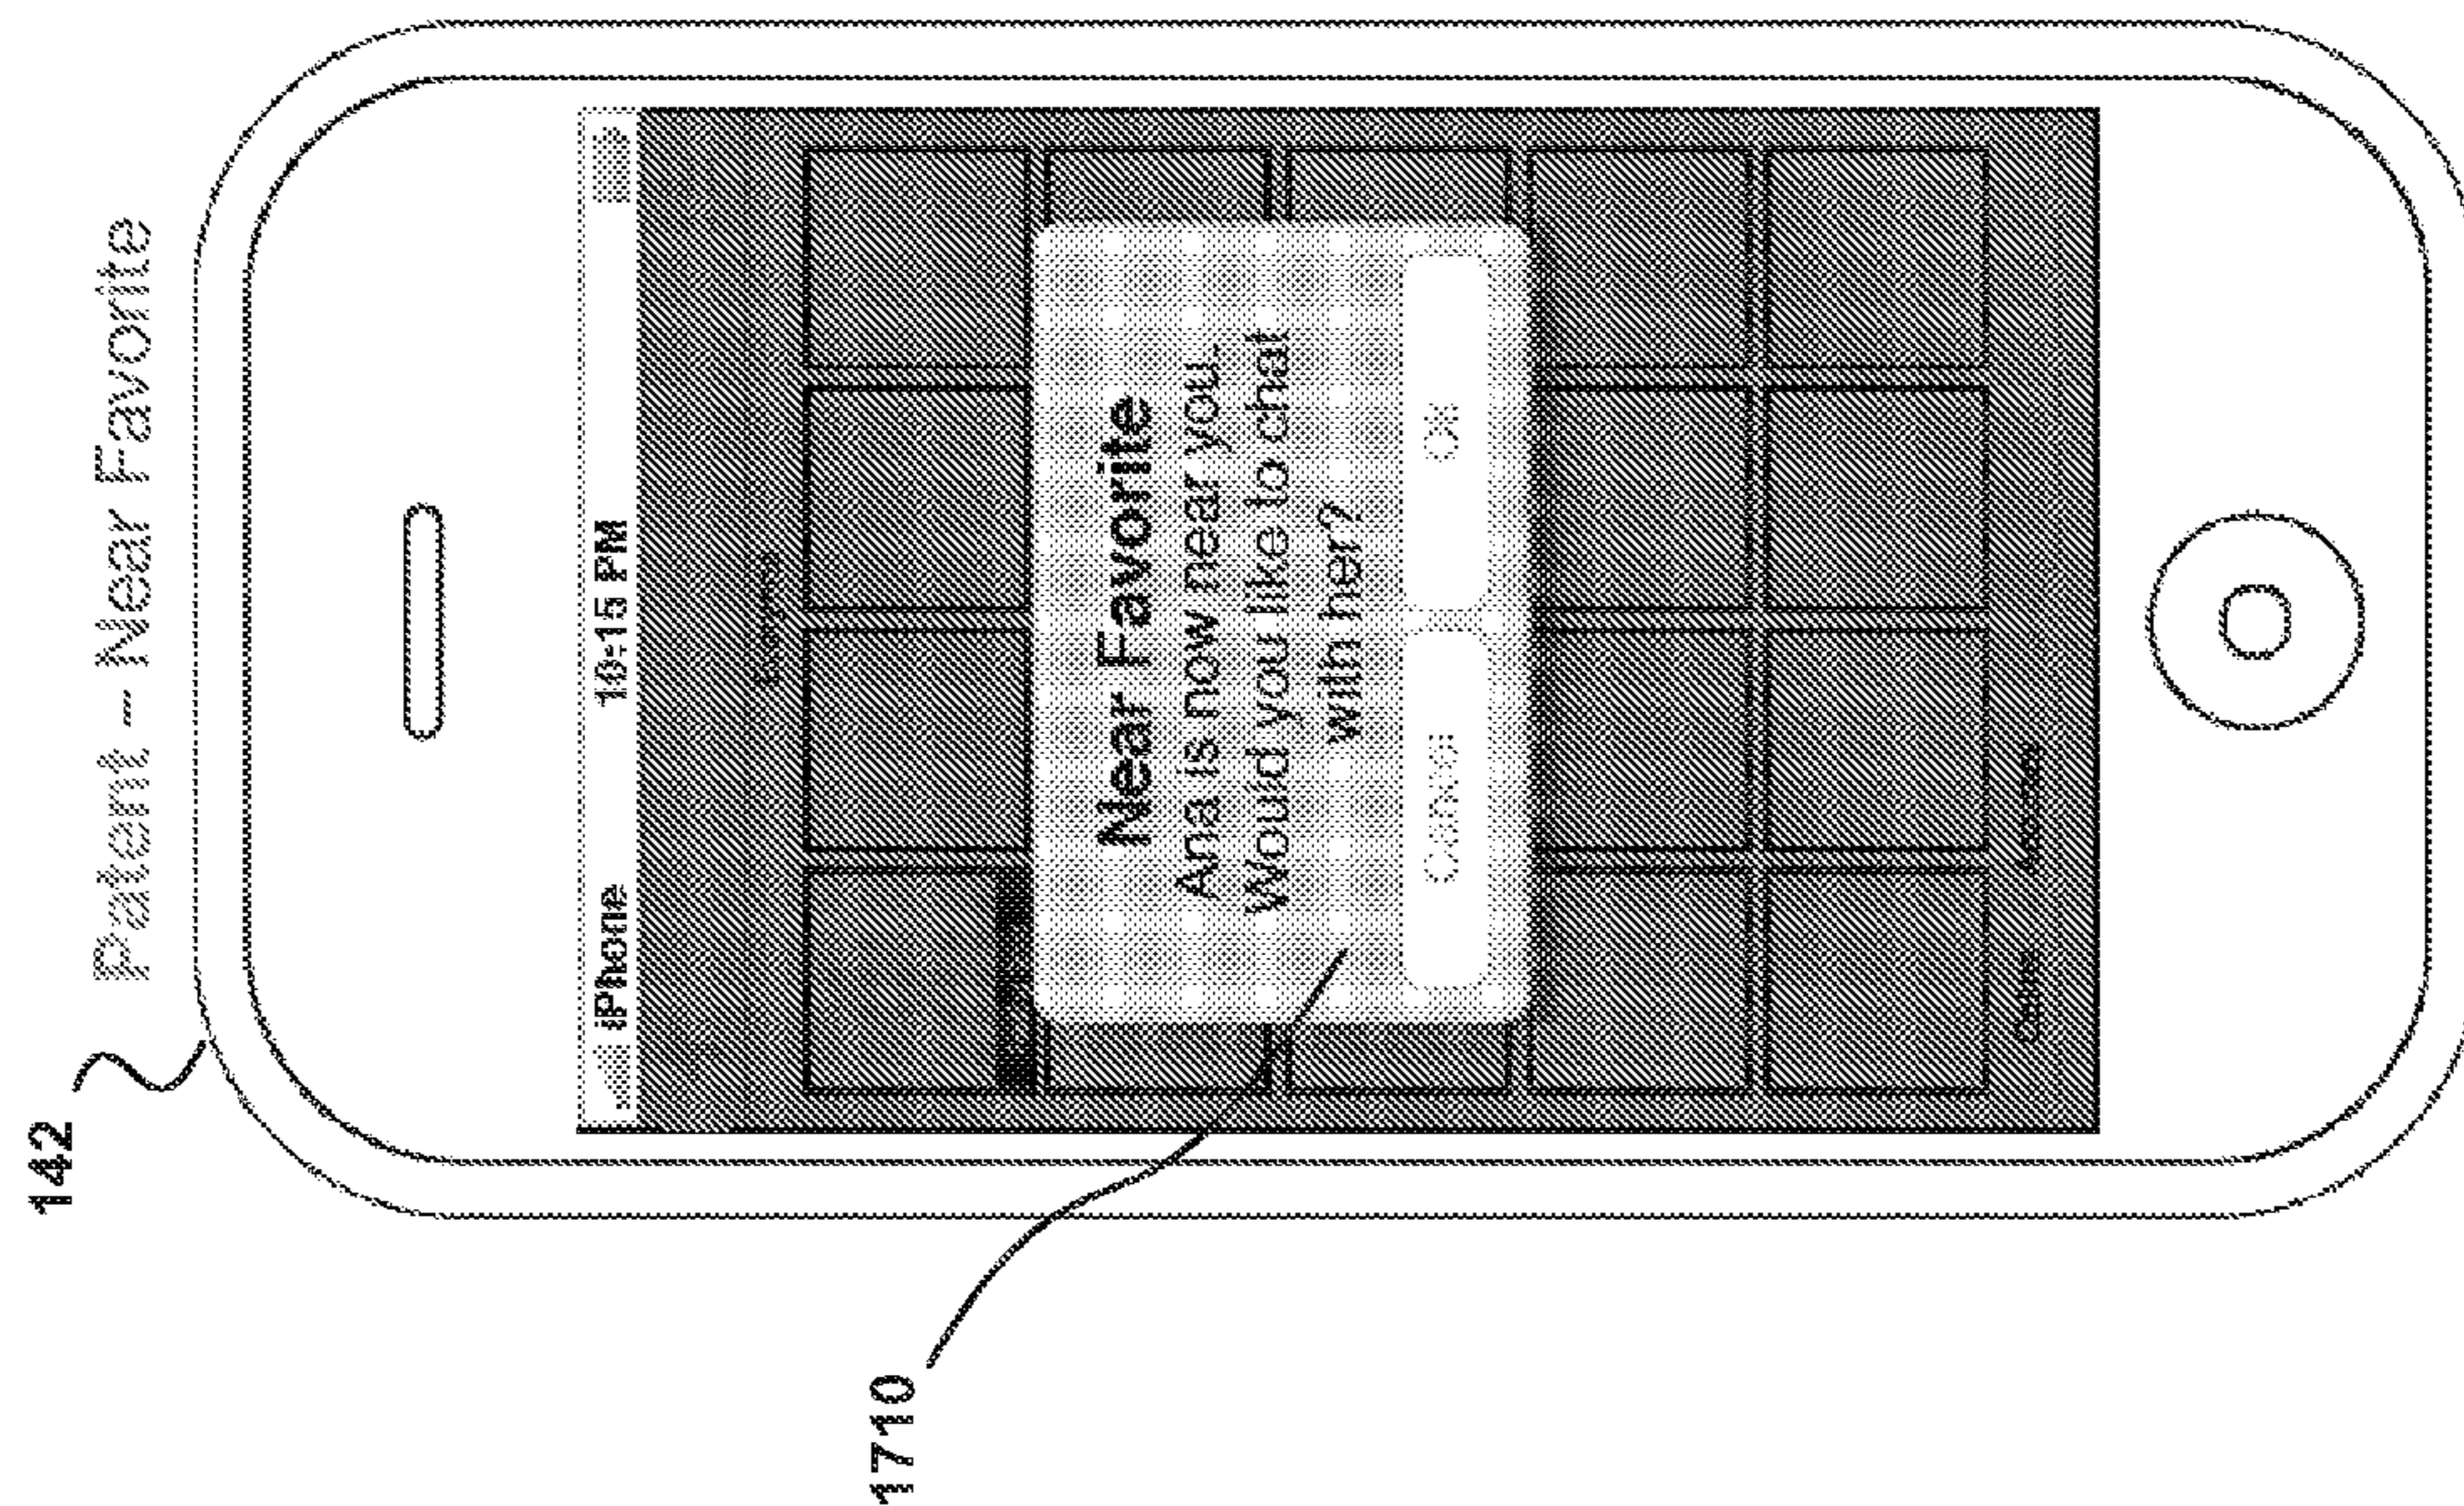 142
Patent – Near Favorite
iPhone 10:15 PM
Near Favorite
Ana is now near you.
Would you like to chat
with her?
Cancel OK
1710